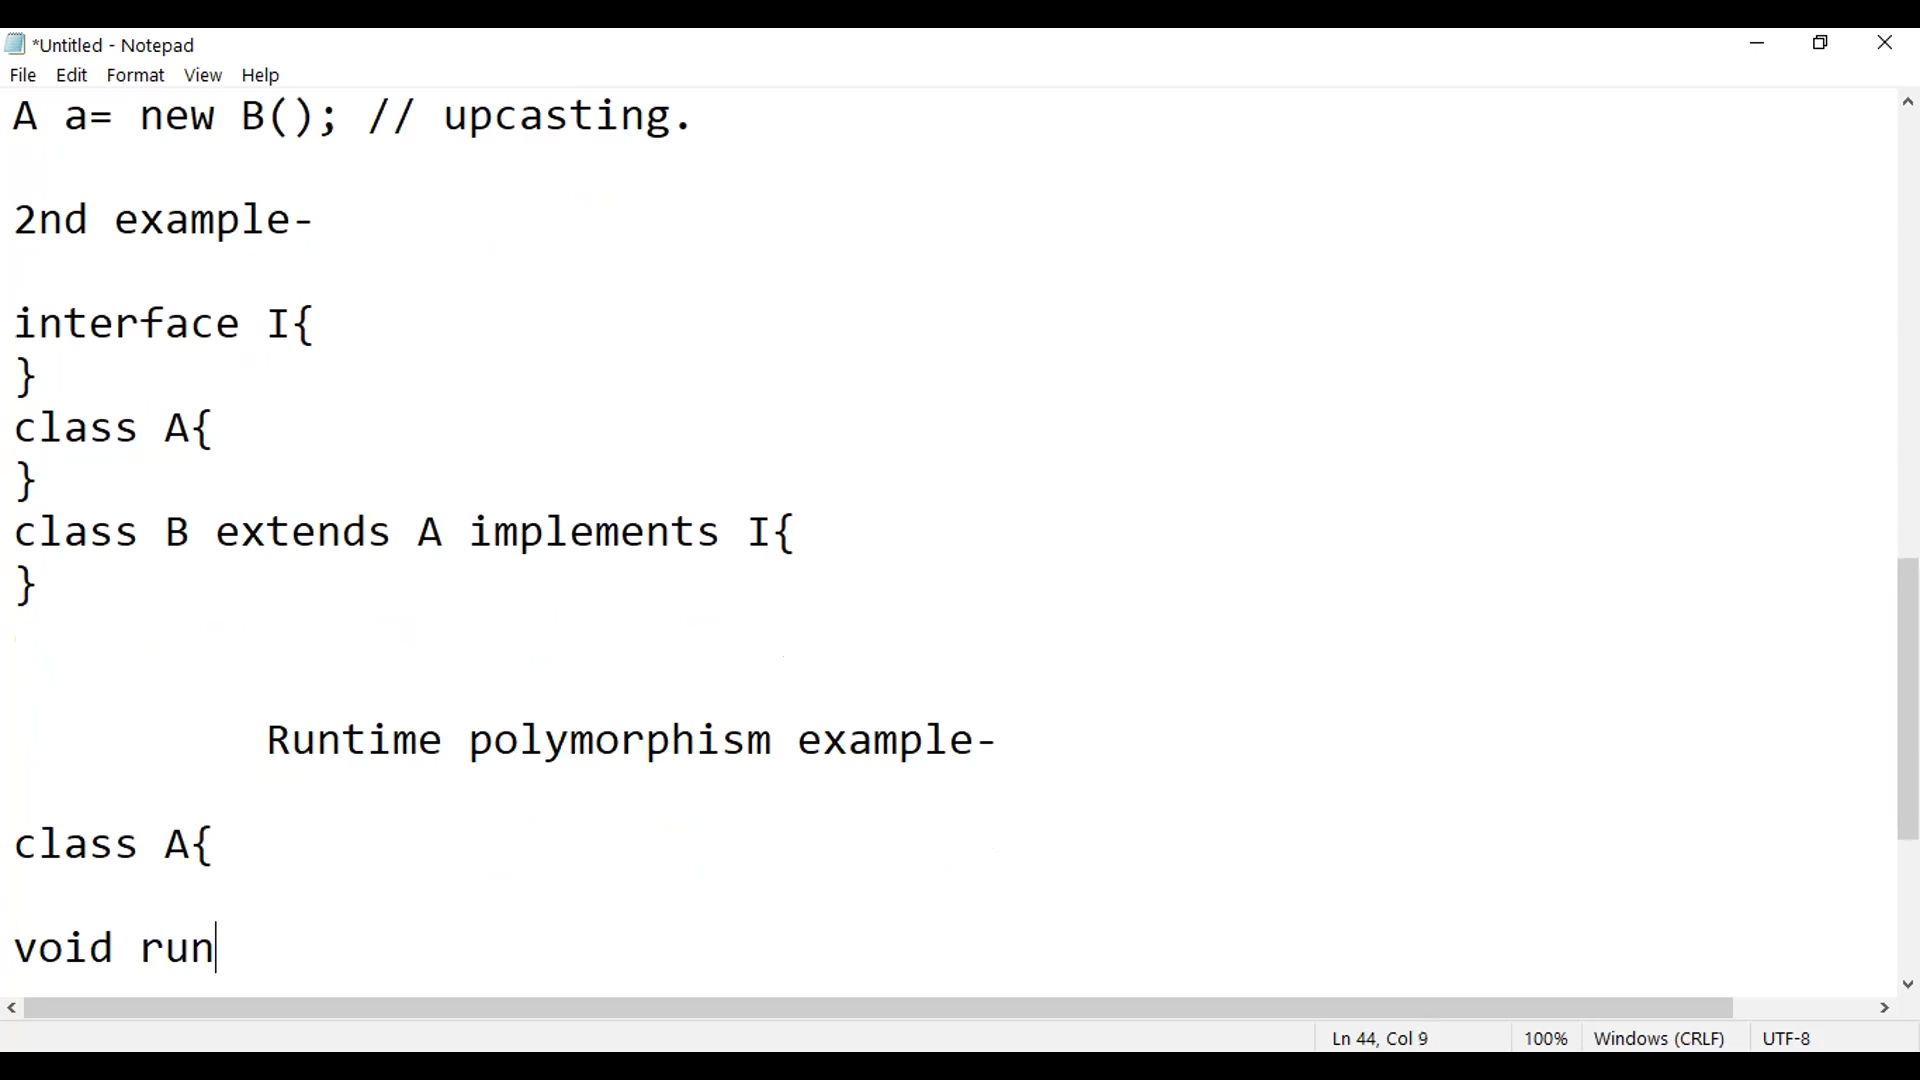 *Untitled - Notepad
File Edit Format View Help
A a= new B(); // upcasting.
2nd example-
interface I{
}
class A{
}
class B extends A implements I{
}
Runtime polymorphism example-
class A{
void run
Ln 44, Col 9 100% Windows (CRLF) UTF-8